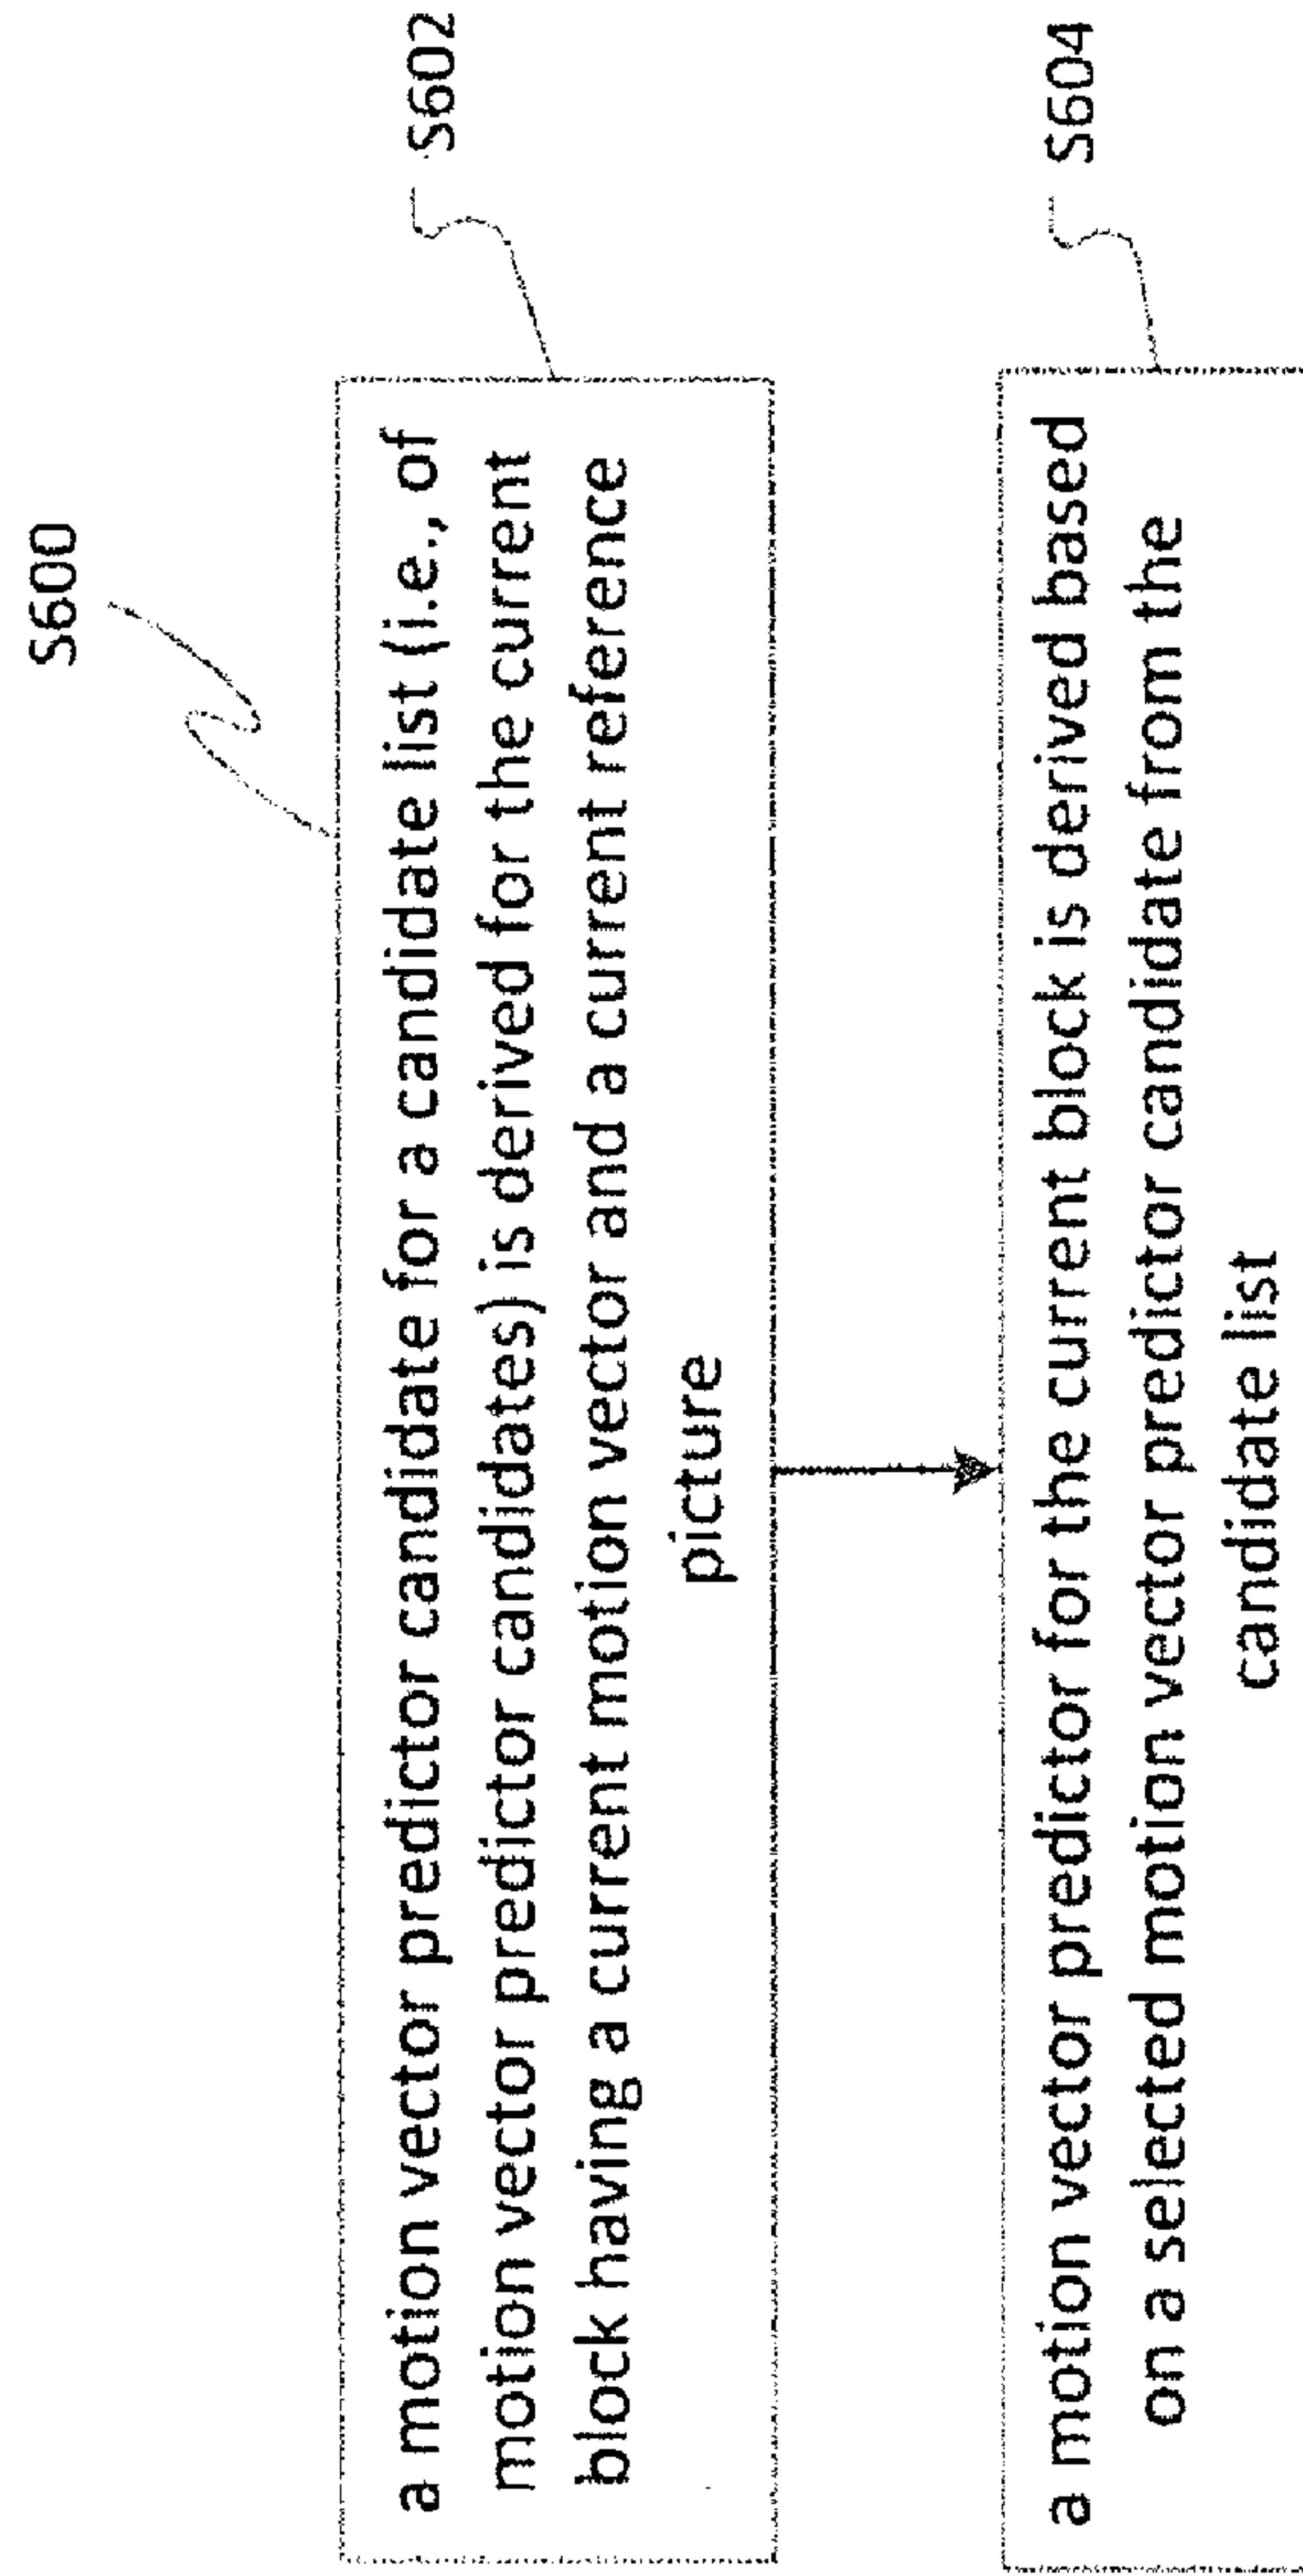 S600
a motion vector predictor candidate for a candidate list (i.e., of
motion vector predictor candidates) is derived for the current
block having a current motion vector and a current reference
picture
S602
a motion vector predictor for the current block is derived based
on a selected motion vector predictor candidate from the
candidate list
S604